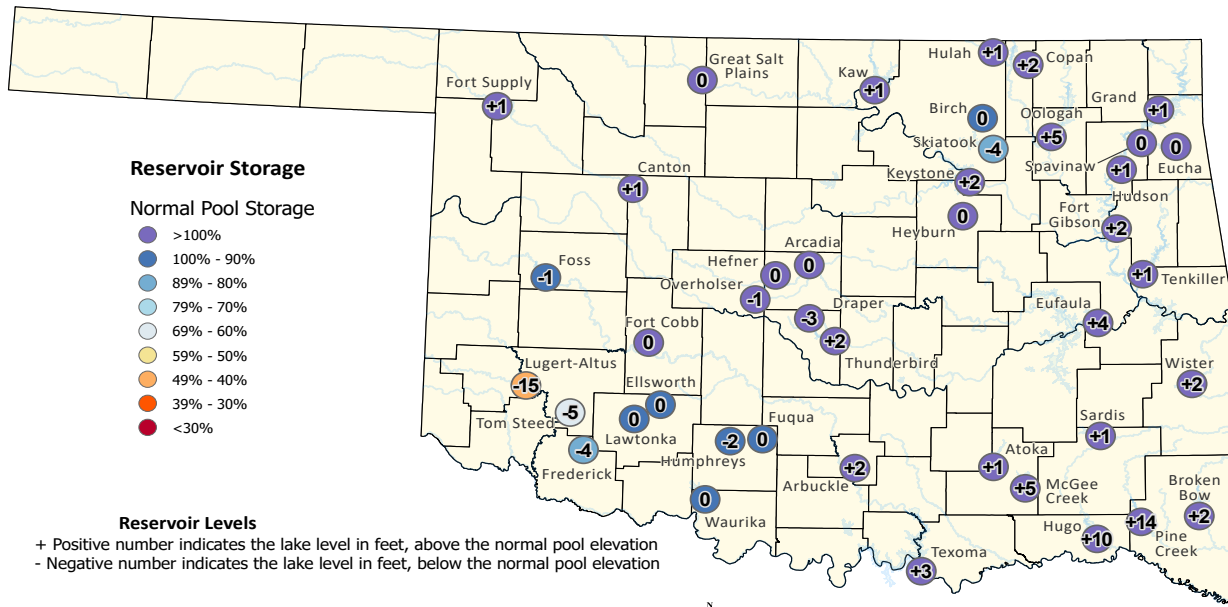 Hulah
+1
+2
Copan
Great Salt
Plains
0
Kaw
+1
Fort Supply
+1
Grand
+1
Birch
0
Oologah
+5
Skiatook
-4
0
0
Spavinaw
Eucha
+1
Hudson
Reservoir Storage
Canton
+1
Keystone
+2
Normal Pool Storage
>100%
100% - 90%
89% - 80%
79% - 70%
69% - 60%
59% - 50%
49% - 40%
39% - 30%
<30%
0
Heyburn
Fort
Gibson
+2
Foss
-1
Arcadia
0
Hefner
0
Overholser
-1
+1
Tenkiller
Draper
-3
+2
Thunderbird
Eufaula
+4
Fort Cobb
0
Lugert-Altus
-15
Wister
+2
Ellsworth
0
0
Lawtonka
-5
Tom Steed
-4
Frederick
Fuqua
-2
0
Humphreys
Sardis
+1
Atoka
+1
+2
Arbuckle
+5
McGee
Creek
Broken
Bow
+2
0
Waurika
Hugo
+10
+14
Pine
Creek
Texoma
+3
Reservoir Levels
+ Positive number indicates the lake level in feet, above the normal pool elevation
- Negative number indicates the lake level in feet, below the normal pool elevation
N